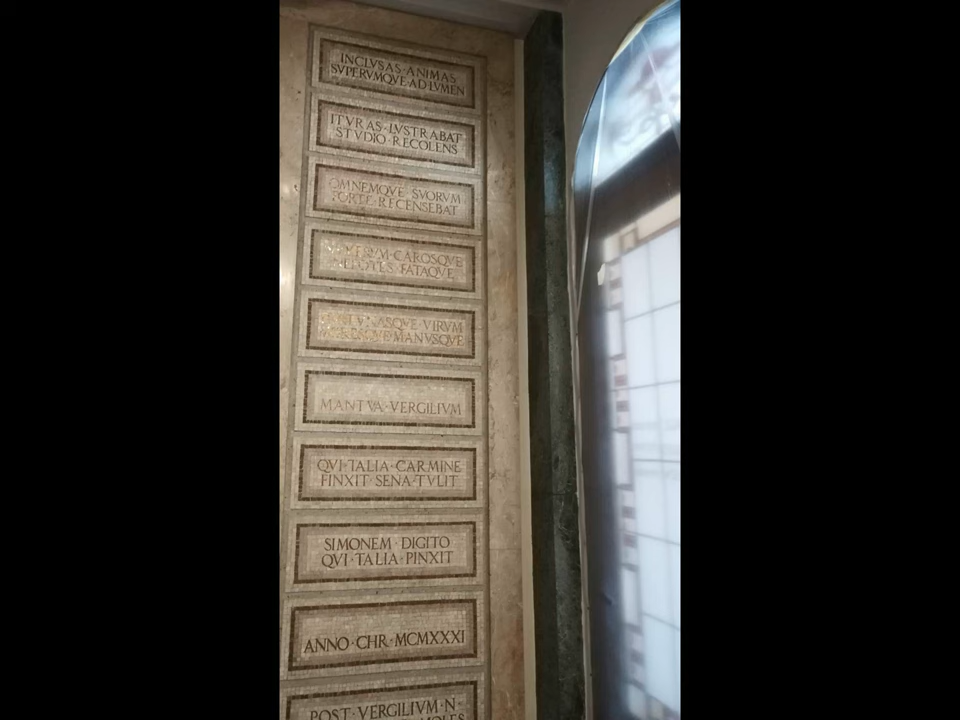 INCLVSAS·ANIMAS
SVPERVMQVE·AD·LVMEN
ITVRAS·LVSTRABAT
STVDIO·RECOLENS
OMNEMQVE·SVORVM
FORTE·RECENSEBAT
CAROSQVE
FATAQVE
VIRVM
MANVSQVE
MANTVA·VERGILIVM
QVI·TALIA·CARMINE
FINXIT·SENA·TVLIT
SIMONEM·DIGITO
QVI·TALIA·PINXIT
ANNO·CHR·MCMXXXI
POST·VERGILIVM·N·